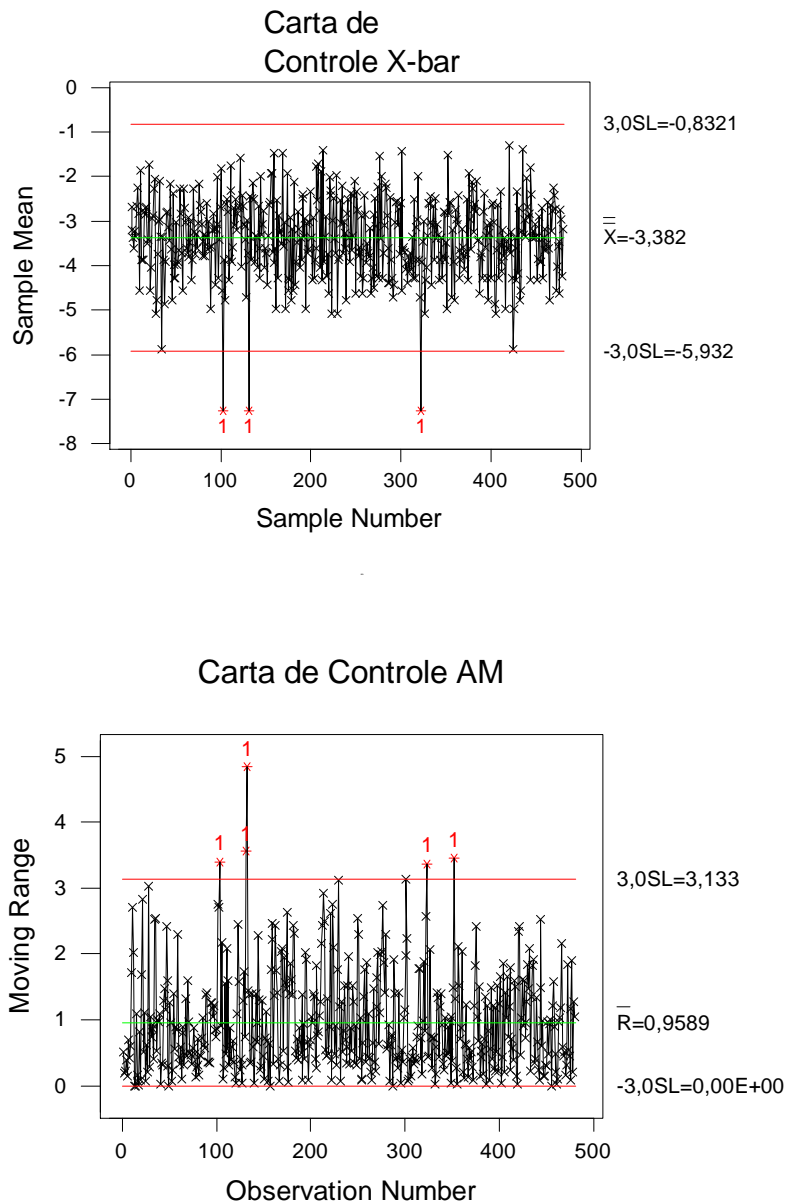 Carta de
Controle X-bar
0
-1
-2
-3
-4
-5
-6
-7
-8
Sample Mean
3,0SL=-0,8321
X=-3,382
-3,0SL=-5,932
1
1
1
0
100
200
300
400
500
Sample Number
Carta de Controle AM
5
4
3
2
1
0
Moving Range
1
1
1
1
1
3,0SL=3,133
R=0,9589
-3,0SL=0,00E+00
0
100
200
300
400
500
Observation Number